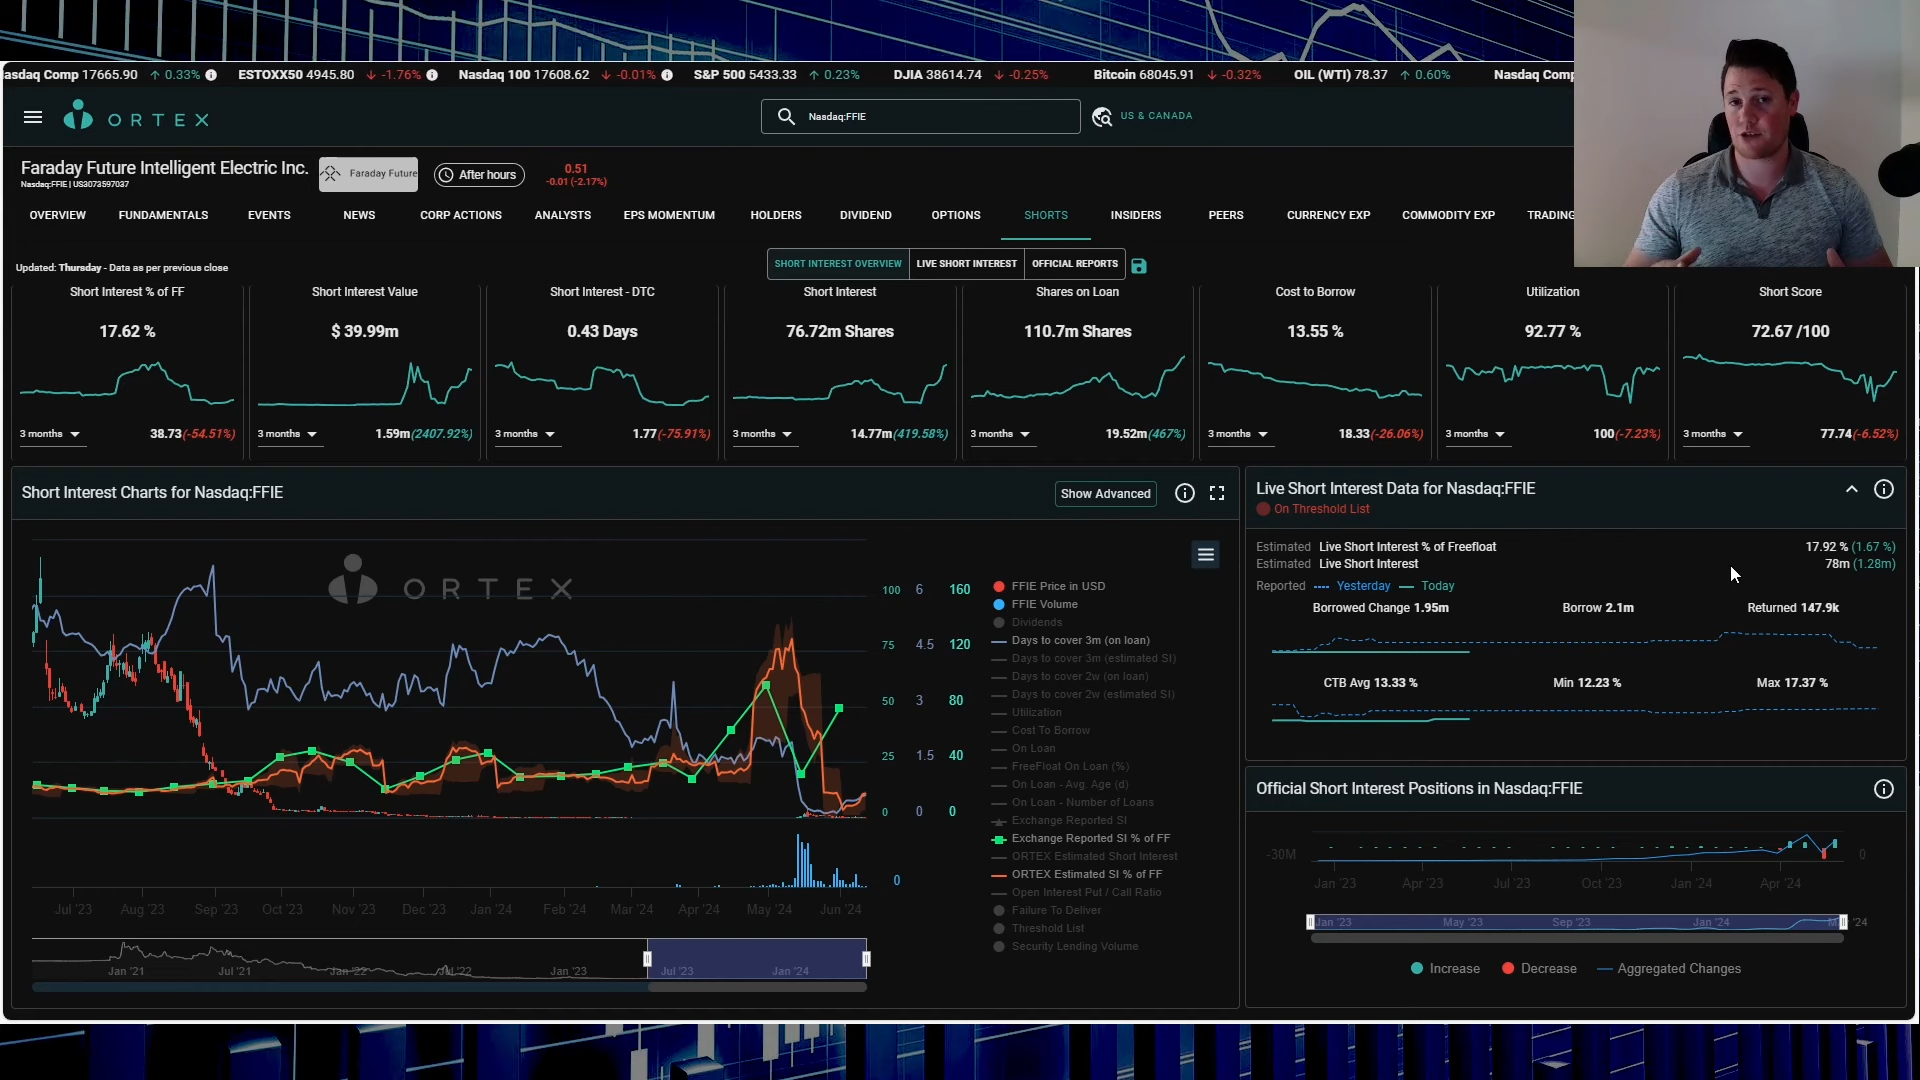 asdaq Comp 17665.90 ↑ 0.33% ESTOXX50 4945.80 ↓ -1.76% Nasdaq 100 17608.62 ↓ -0.01% S&P 500 5433.33 ↑ 0.23% DJIA 38614.74 ↓ -0.25% Bitcoin 68045.91 ↓ -0.32% OIL (WTI) 78.37 ↑ 0.60% Nasdaq Comp
ORTEX Nasdaq:FFIE US & CANADA
Faraday Future Intelligent Electric Inc. Faraday Future After hours 0.51
Nasdaq:FFIE | US3073597037 -0.01 (-2.17%)
OVERVIEW FUNDAMENTALS EVENTS NEWS CORP ACTIONS ANALYSTS EPS MOMENTUM HOLDERS DIVIDEND OPTIONS SHORTS INSIDERS PEERS CURRENCY EXP COMMODITY EXP TRADING
Updated: Thursday - Data as per previous close SHORT INTEREST OVERVIEW LIVE SHORT INTEREST OFFICIAL REPORTS
Short Interest % of FF Short Interest Value Short Interest - DTC Short Interest Shares on Loan Cost to Borrow Utilization Short Score
17.62 % $ 39.99m 0.43 Days 76.72m Shares 110.7m Shares 13.55 % 92.77 % 72.67 /100
3 months 38.73(-54.51%) 3 months 1.59m(2407.92%) 3 months 1.77(-75.91%) 3 months 14.77m(419.58%) 3 months 19.52m(467%) 3 months 18.33(-26.06%) 3 months 100(-7.23%) 3 months 77.74(-6.52%)
Short Interest Charts for Nasdaq:FFIE Show Advanced
ORTEX
100 6 160
75 4.5 120
50 3 80
25 1.5 40
0 0 0
0
Jul '23 Aug '23 Sep '23 Oct '23 Nov '23 Dec '23 Jan '24 Feb '24 Mar '24 Apr '24 May '24 Jun '24
Jan '21 Jul '21 Jan '22 Jul '22 Jan '23 Jul '23 Jan '24
FFIE Price in USD
FFIE Volume
Dividends
Days to cover 3m (on loan)
Days to cover 3m (estimated SI)
Days to cover 2w (on loan)
Days to cover 2w (estimated SI)
Utilization
Cost To Borrow
On Loan
FreeFloat On Loan (%)
On Loan - Avg. Age (d)
On Loan - Number of Loans
Exchange Reported SI
Exchange Reported SI % of FF
ORTEX Estimated Short Interest
ORTEX Estimated SI % of FF
Open Interest Put / Call Ratio
Failure To Deliver
Threshold List
Security Lending Volume
Live Short Interest Data for Nasdaq:FFIE
On Threshold List
Estimated Live Short Interest % of Freefloat 17.92 % (1.67 %)
Estimated Live Short Interest 78m (1.28m)
Reported Yesterday Today
Borrowed Change 1.95m Borrow 2.1m Returned 147.9k
CTB Avg 13.33 % Min 12.23 % Max 17.37 %
Official Short Interest Positions in Nasdaq:FFIE
-30M 0
Jan '23 Apr '23 Jul '23 Oct '23 Jan '24 Apr '24
Jan '23 May '23 Sep '23 Jan '24 '24
Increase Decrease Aggregated Changes